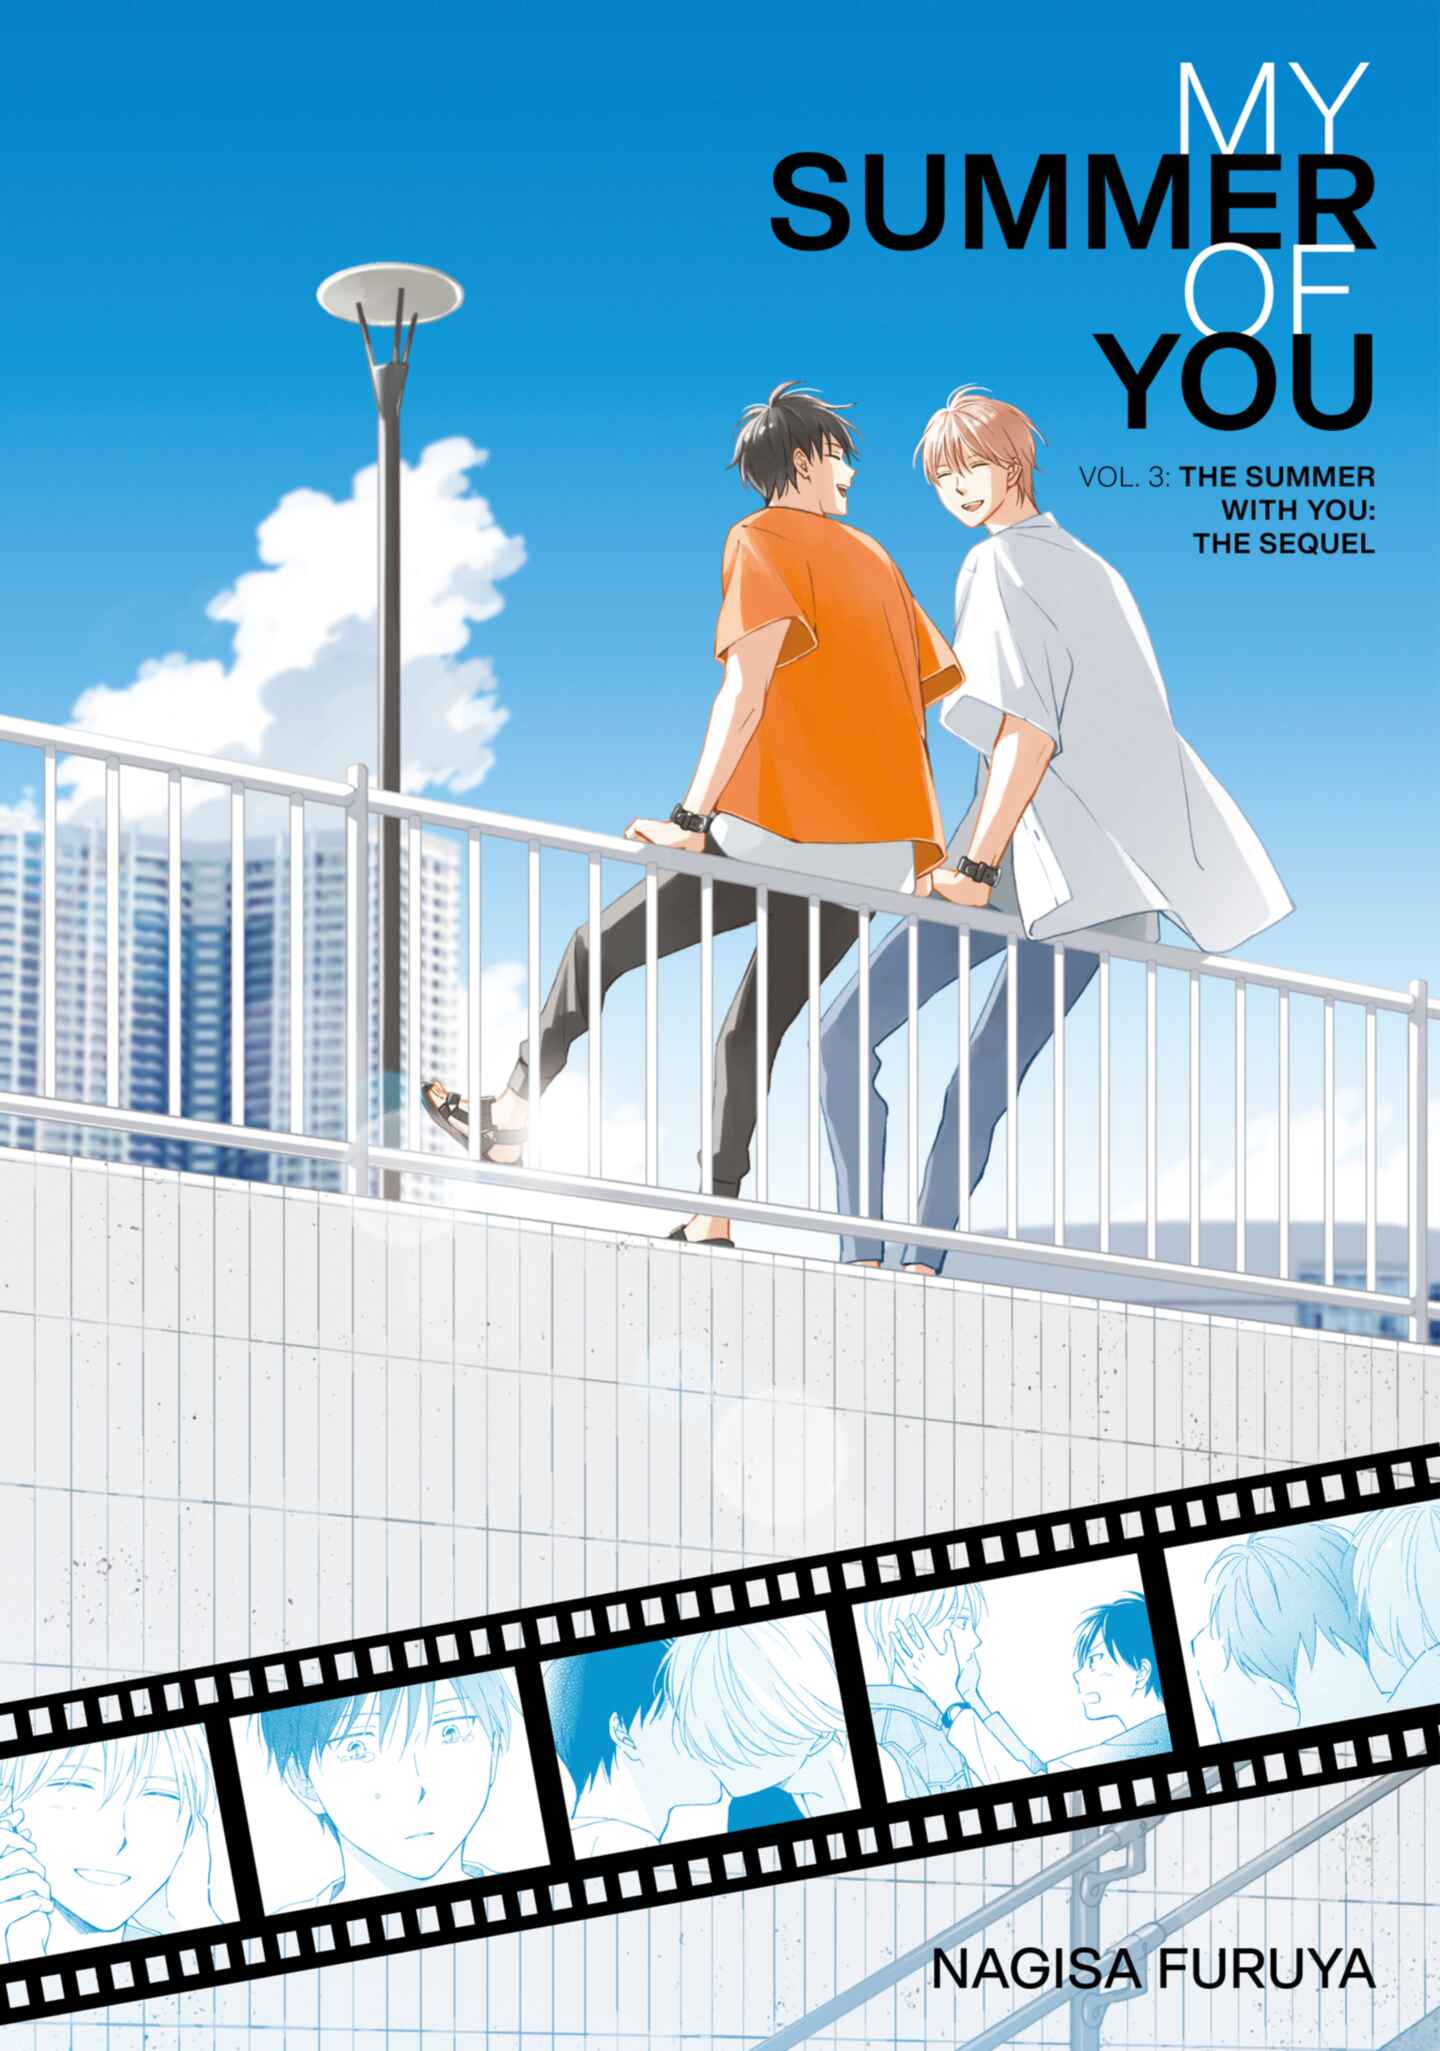 MY
SUMMER
OF
YOU
VOL. 3: THE SUMMER
WITH YOU:
THE SEQUEL
NAGISA FURUYA